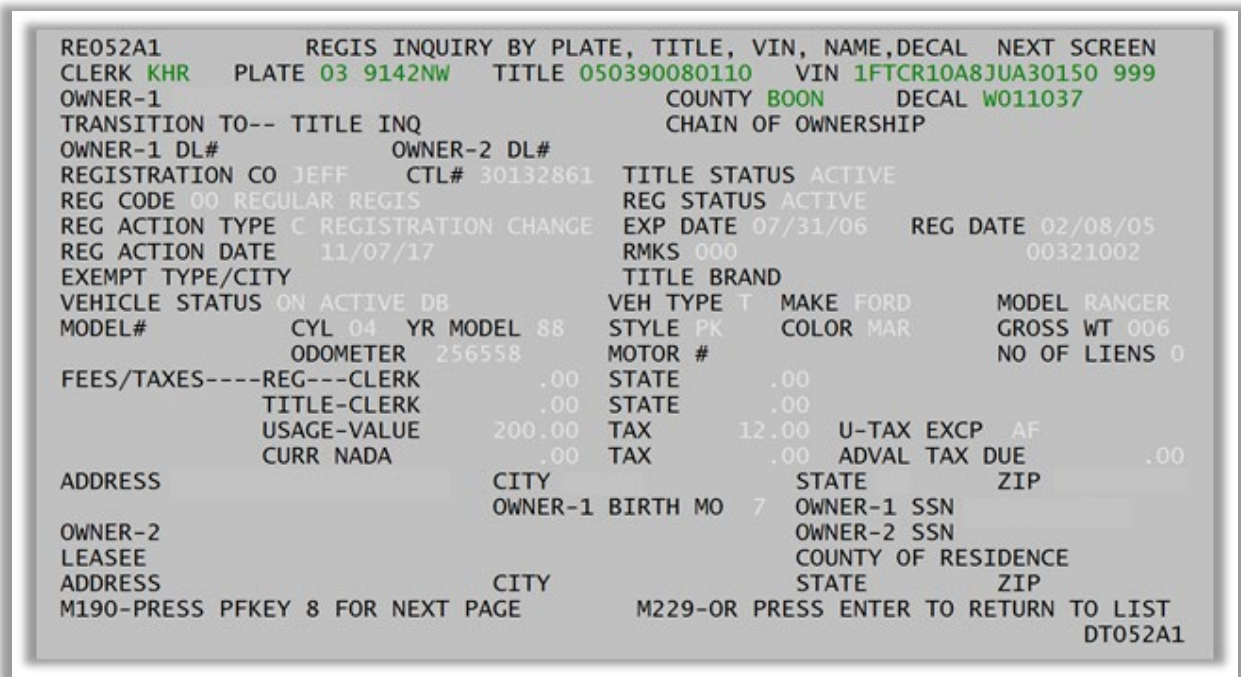 RE052A1 REGIS INQUIRY BY PLATE, TITLE, VIN, NAME,DECAL NEXT SCREEN
CLERK KHR PLATE 03 9142NW TITLE 050390080110 VIN 1FTCR10A8JUA30150 999
OWNER-1 COUNTY BOON DECAL W011037
TRANSITION TO-- TITLE INQ CHAIN OF OWNERSHIP
OWNER-1 DL# OWNER-2 DL#
REGISTRATION CO JEFF CTL# 30132861 TITLE STATUS ACTIVE
REG CODE 00 REGULAR REGIS REG STATUS ACTIVE
REG ACTION TYPE C REGISTRATION CHANGE EXP DATE 07/31/06 REG DATE 02/08/05
REG ACTION DATE 11/07/17 RMKS 000 00321002
EXEMPT TYPE/CITY TITLE BRAND
VEHICLE STATUS ON ACTIVE DB VEH TYPE T MAKE FORD MODEL RANGER
MODEL# CYL 04 YR MODEL 88 STYLE PK COLOR MAR GROSS WT 006
ODOMETER 256558 MOTOR # NO OF LIENS 0
FEES/TAXES----REG---CLERK .00 STATE .00
TITLE-CLERK .00 STATE .00
USAGE-VALUE 200.00 TAX 12.00 U-TAX EXCP AF
CURR NADA .00 TAX .00 ADVAL TAX DUE .00
ADDRESS CITY STATE ZIP
OWNER-1 BIRTH MO 7 OWNER-1 SSN
OWNER-2 OWNER-2 SSN
LEASEE COUNTY OF RESIDENCE
ADDRESS CITY STATE ZIP
M190-PRESS PFKEY 8 FOR NEXT PAGE M229-OR PRESS ENTER TO RETURN TO LIST
DT052A1